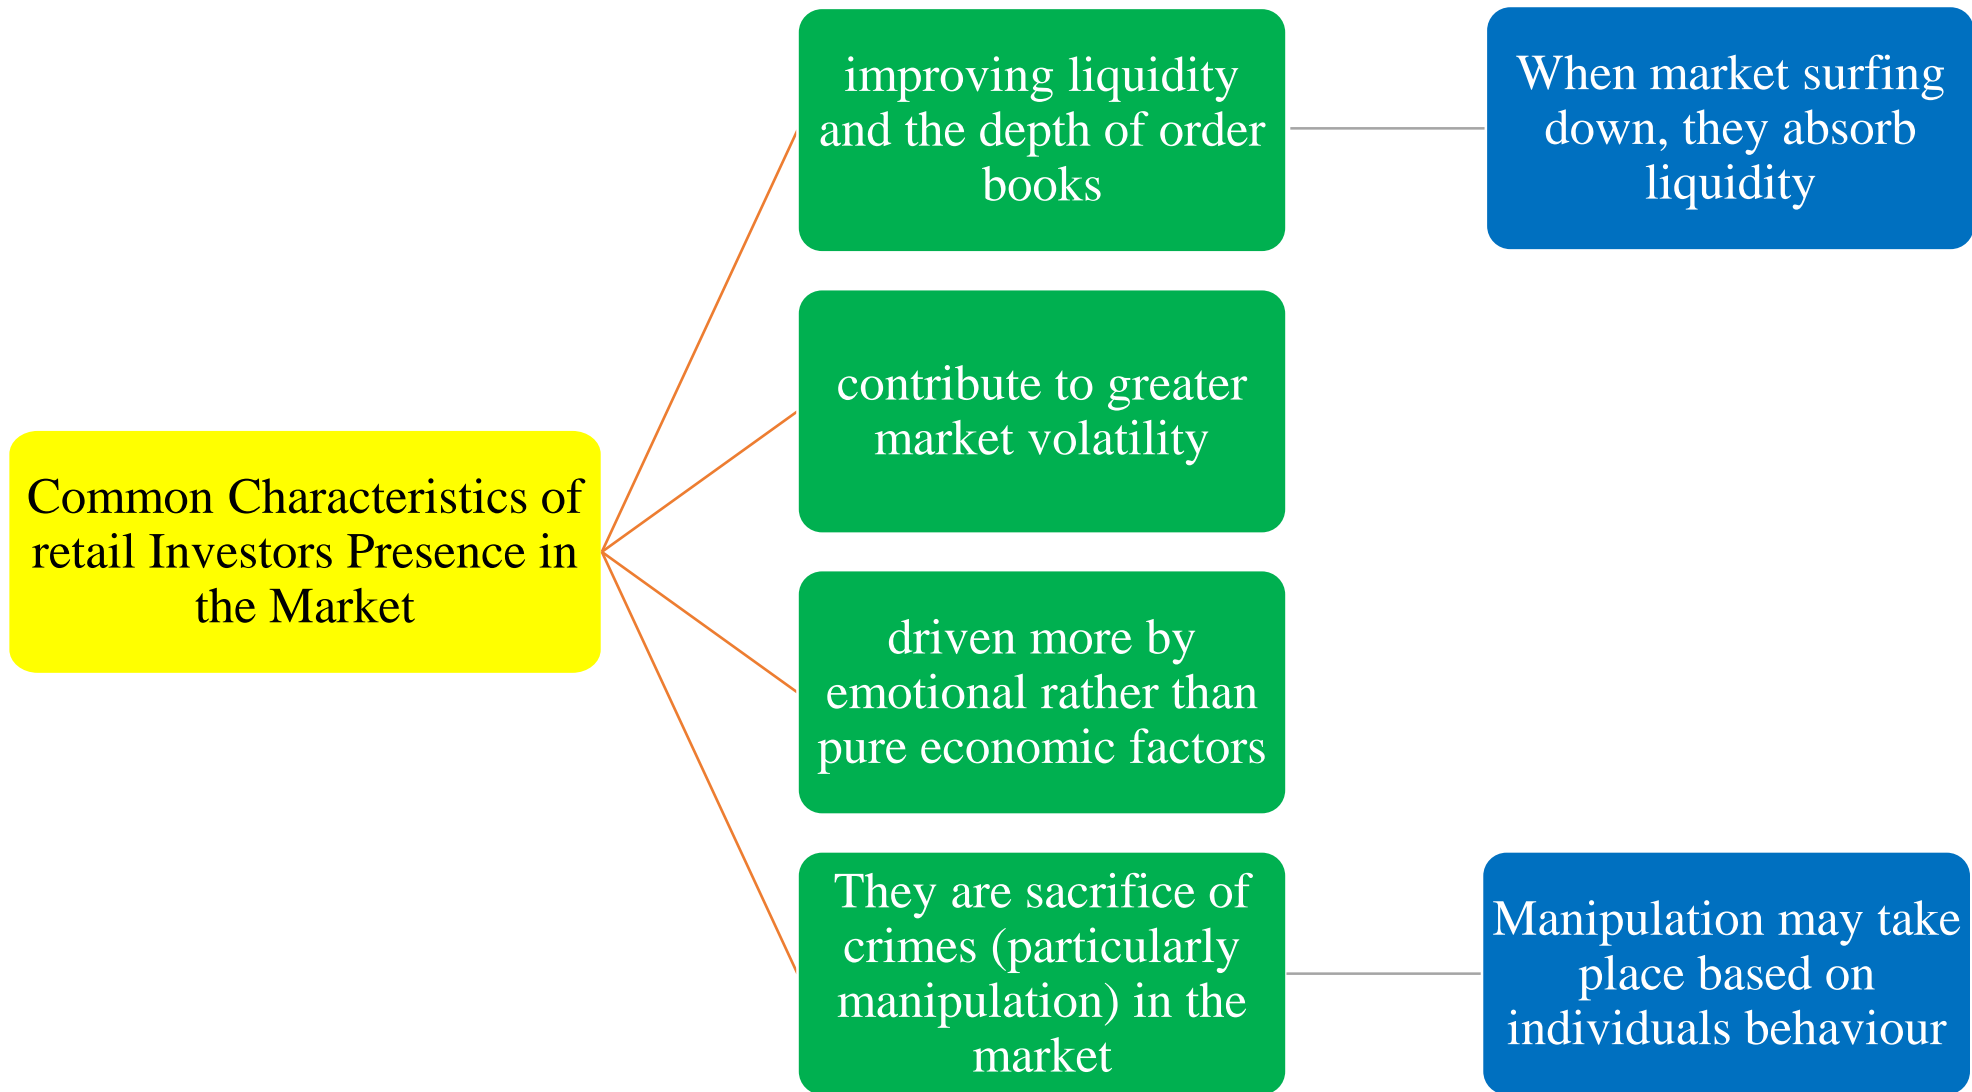 Common Characteristics of
retail Investors Presence in
the Market
improving liquidity
and the depth of order
books
When market surfing
down, they absorb
liquidity
contribute to greater
market volatility
driven more by
emotional rather than
pure economic factors
They are sacrifice of
crimes (particularly
manipulation) in the
market
Manipulation may take
place based on
individuals behaviour